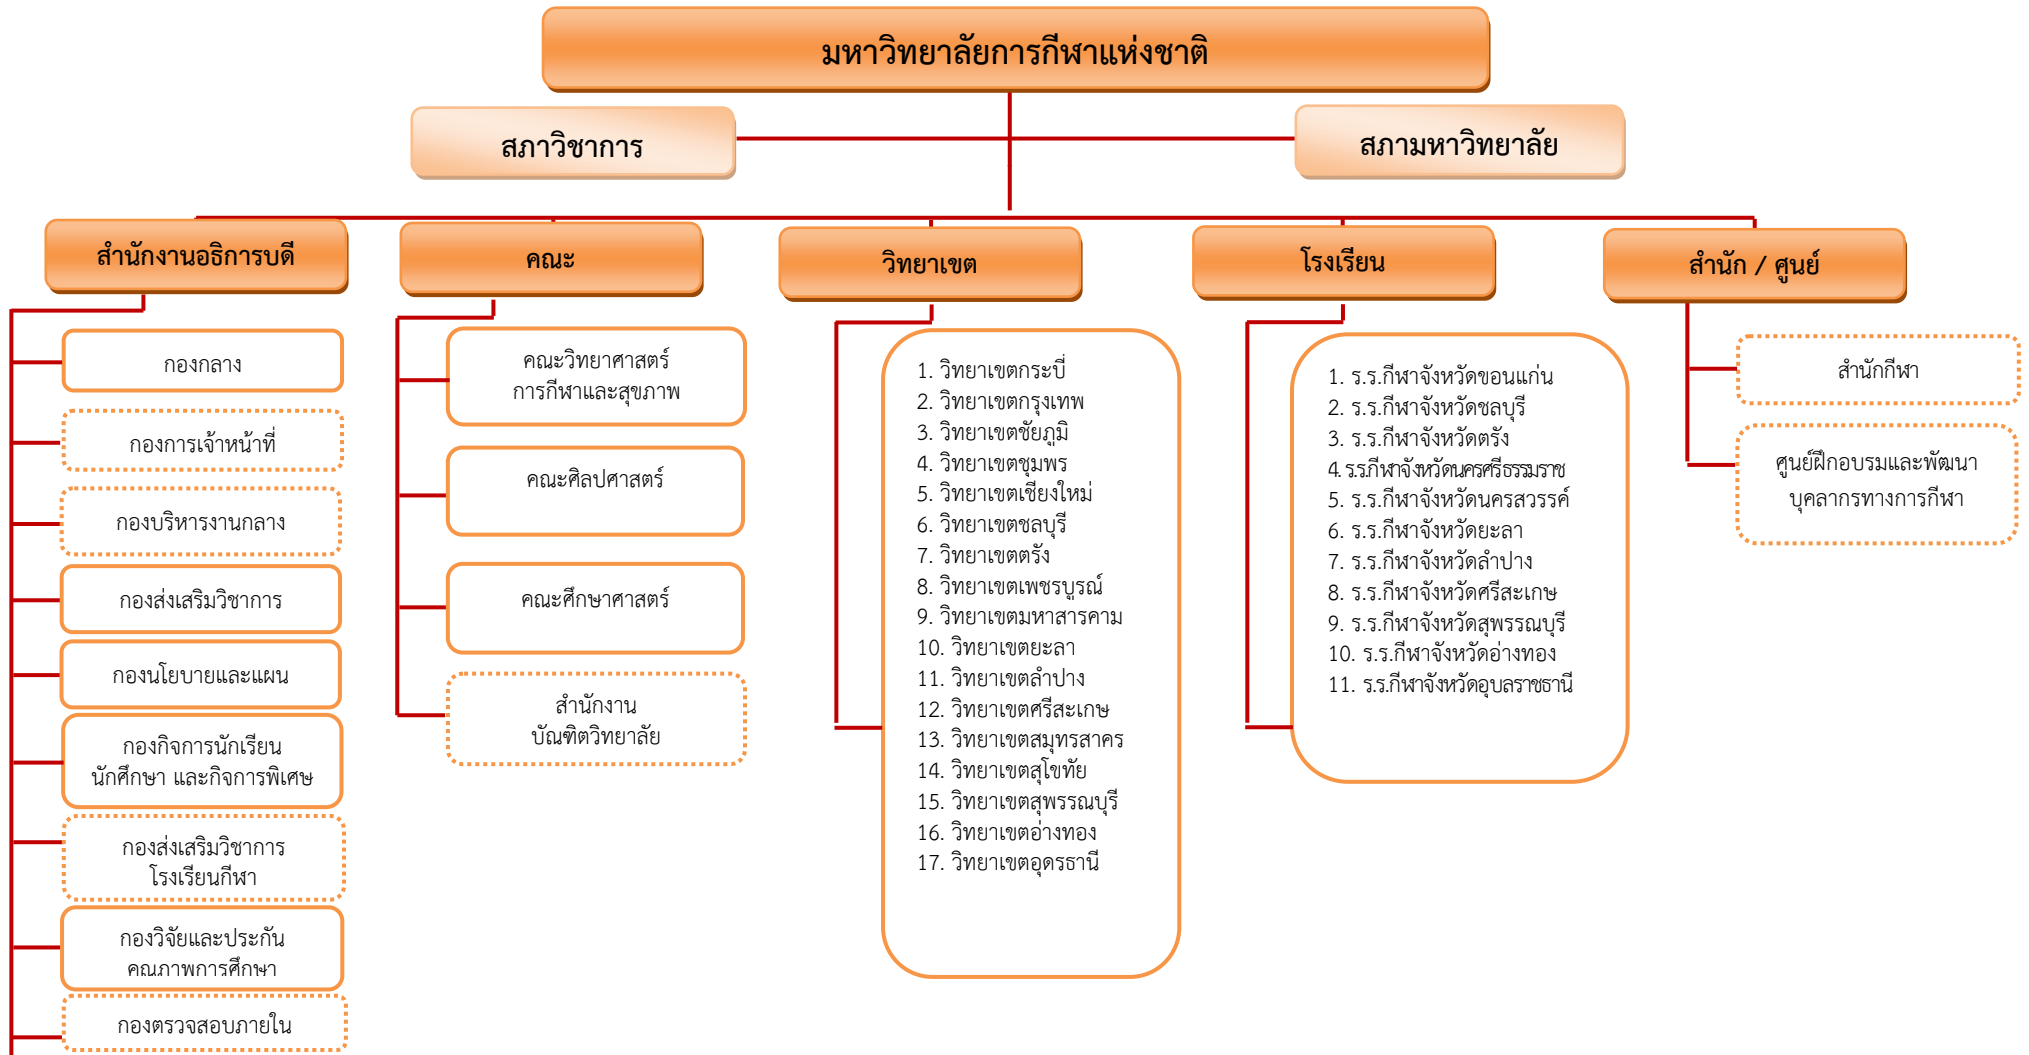 มหาวิทยาลัยการกีฬาแห่งชาติ
สภาวิชาการ
สภามหาวิทยาลัย
สำนักงานอธิการบดี
กองกลาง
กองการเจ้าหน้าที่
กองบริหารงานกลาง
กองส่งเสริมวิชาการ
กองนโยบายและแผน
กองกิจการนักเรียน
นักศึกษา และกิจการพิเศษ
กองส่งเสริมวิชาการ
โรงเรียนกีฬา
กองวิจัยและประกัน
คณภาพการศึกษา
กองตรวจสอบภายใน
คณะ
คณะวิทยาศาสตร์
การกีฬาและสุขภาพ
คณะศิลปศาสตร์
คณะศึกษาศาสตร์
สำนักงาน
บัณฑิตวิทยาลัย
วิทยาเขต
1. วิทยาเขตกระบี่
2. วิทยาเขตกรุงเทพ
3. วิทยาเขตชัยภูมิ
4. วิทยาเขตชุมพร
5. วิทยาเขตเชียงใหม่
6. วิทยาเขตชลบุรี
7. วิทยาเขตตรัง
8. วิทยาเขตเพชรบูรณ์
9. วิทยาเขตมหาสารคาม
10. วิทยาเขตยะลา
11. วิทยาเขตลำปาง
12. วิทยาเขตศรีสะเกษ
13. วิทยาเขตสมุทรสาคร
14. วิทยาเขตสุโขทัย
15. วิทยาเขตสุพรรณบุรี
16. วิทยาเขตอ่างทอง
17. วิทยาเขตอุดรธานี
โรงเรียน
1. ร.ร.กีฬาจังหวัดขอนแก่น
2. ร.ร.กีฬาจังหวัดชลบุรี
3. ร.ร.กีฬาจังหวัดตรัง
4. ร.ร.กีฬาจังหวัดนครศรีธรรมราช
5. ร.ร.กีฬาจังหวัดนครสวรรค์
6. ร.ร.กีฬาจังหวัดยะลา
7. ร.ร.กีฬาจังหวัดลำปาง
8. ร.ร.กีฬาจังหวัดศรีสะเกษ
9. ร.ร.กีฬาจังหวัดสุพรรณบุรี
10. ร.ร.กีฬาจังหวัดอ่างทอง
11. ร.ร.กีฬาจังหวัดอุบลราชธานี
สำนัก / ศูนย์
สำนักกีฬา
ศูนย์ฝึกอบรมและพัฒนา
บุคลากรทางการกีฬา